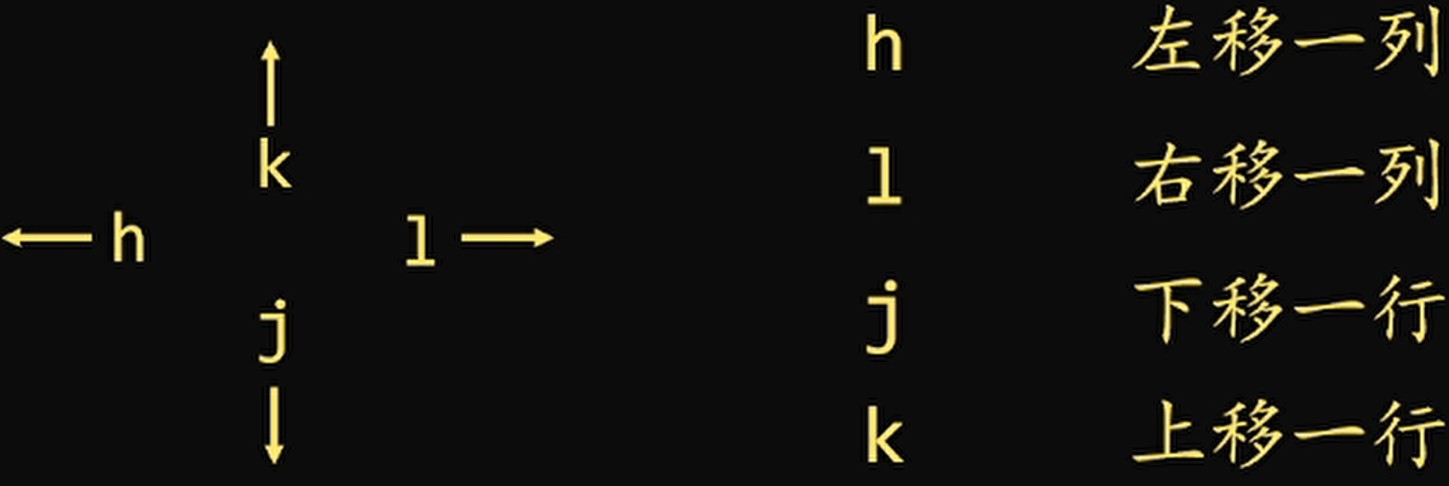 k
h l
j
h 左移一列
l 右移一列
j 下移一行
k 上移一行